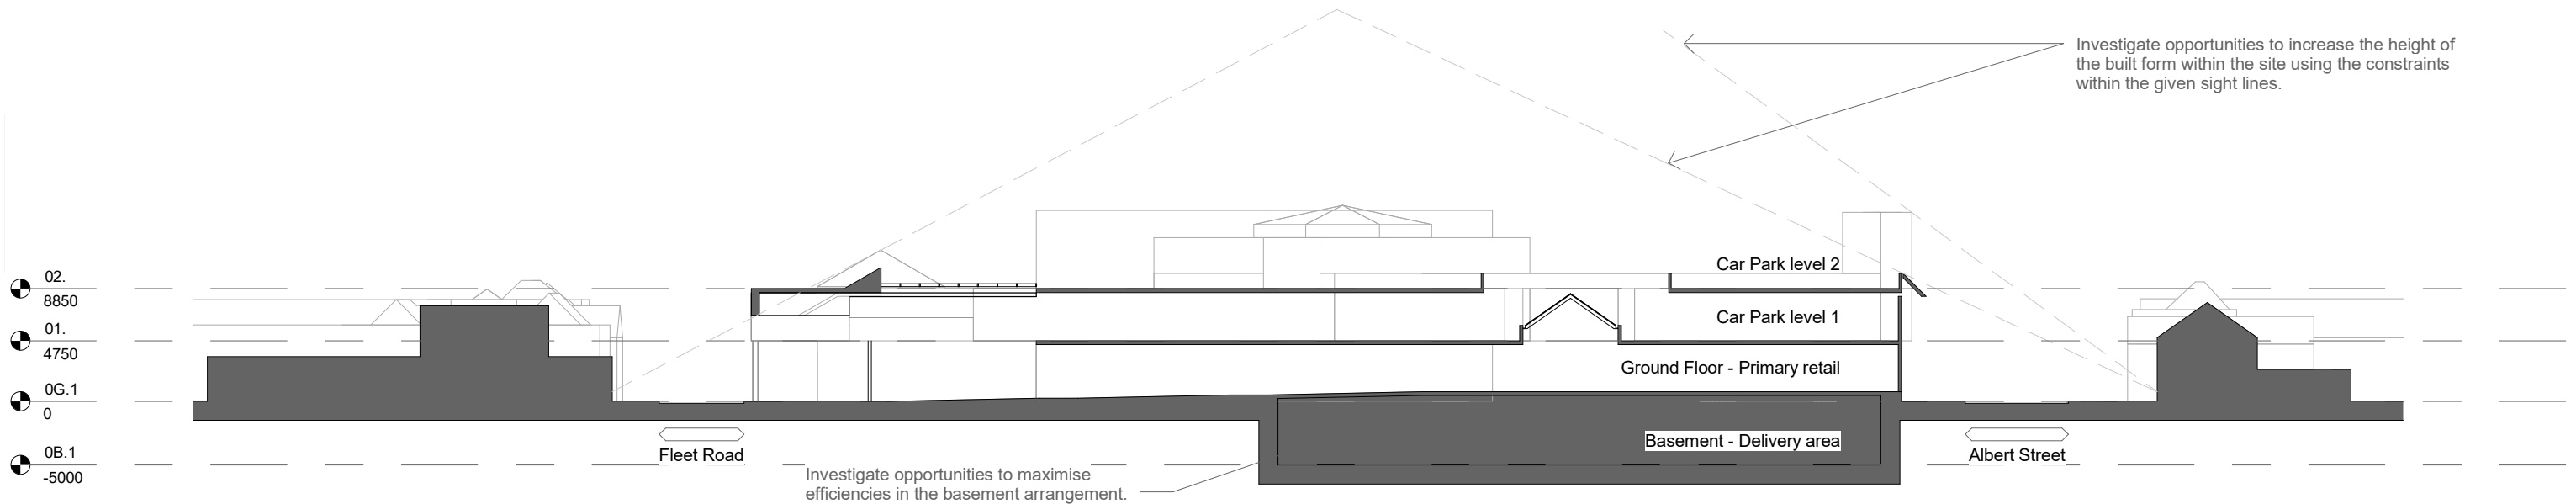 Investigate opportunities to increase the height of
the built form within the site using the constraints
within the given sight lines.
02.
8850
01.
4750
0G.1
0
0B.1
-5000
Car Park level 2
Car Park level 1
Ground Floor - Primary retail
Basement - Delivery area
Fleet Road
Albert Street
Investigate opportunities to maximise
efficiencies in the basement arrangement.